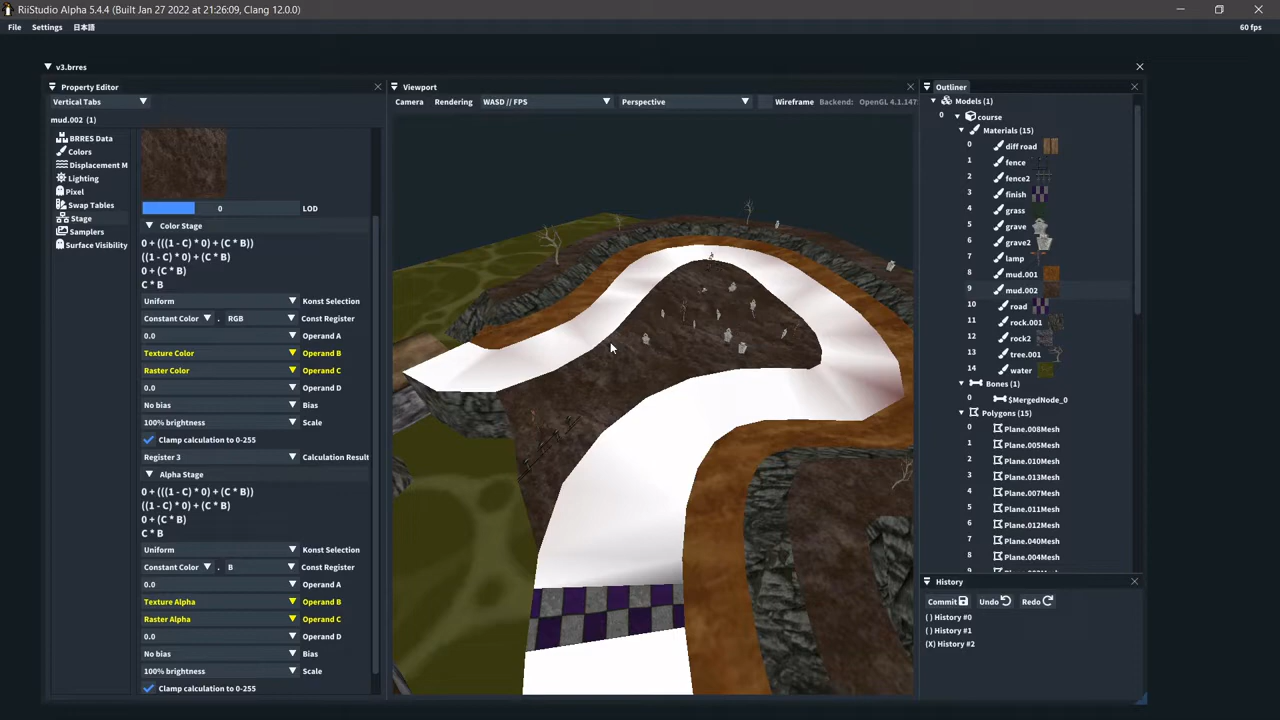 RiiStudio Alpha 5.4.4 (Built Jan 27 2022 at 21:26:09, Clang 12.0.0)
File Settings 日本語 60 fps
v3.brres
Property Editor
Vertical Tabs
mud.002 (1)
BRRES Data
Colors
Displacement M
Lighting
Pixel
Swap Tables
Stage
Samplers
Surface Visibility
0 LOD
Color Stage
0 + (((1 - C) * 0) + (C * B))
((1 - C) * 0) + (C * B)
0 + (C * B)
C * B
Uniform Konst Selection
Constant Color . RGB Const Register
0.0 Operand A
Texture Color Operand B
Raster Color Operand C
0.0 Operand D
No bias Bias
100% brightness Scale
Clamp calculation to 0-255
Register 3 Calculation Result
Alpha Stage
0 + (((1 - C) * 0) + (C * B))
((1 - C) * 0) + (C * B)
0 + (C * B)
C * B
Uniform Konst Selection
Constant Color . B Const Register
0.0 Operand A
Texture Alpha Operand B
Raster Alpha Operand C
0.0 Operand D
No bias Bias
100% brightness Scale
Clamp calculation to 0-255
Viewport
Camera Rendering WASD // FPS Perspective Wireframe Backend: OpenGL 4.1.147
Outliner
Models (1)
0 course
Materials (15)
0 diff road
1 fence
2 fence2
3 finish
4 grass
5 grave
6 grave2
7 lamp
8 mud.001
9 mud.002
10 road
11 rock.001
12 rock2
13 tree.001
14 water
Bones (1)
0 $MergedNode_0
Polygons (15)
0 Plane.008Mesh
1 Plane.005Mesh
2 Plane.010Mesh
3 Plane.013Mesh
4 Plane.007Mesh
5 Plane.011Mesh
6 Plane.012Mesh
7 Plane.040Mesh
8 Plane.004Mesh
History
Commit Undo Redo
( ) History #0
( ) History #1
(X) History #2